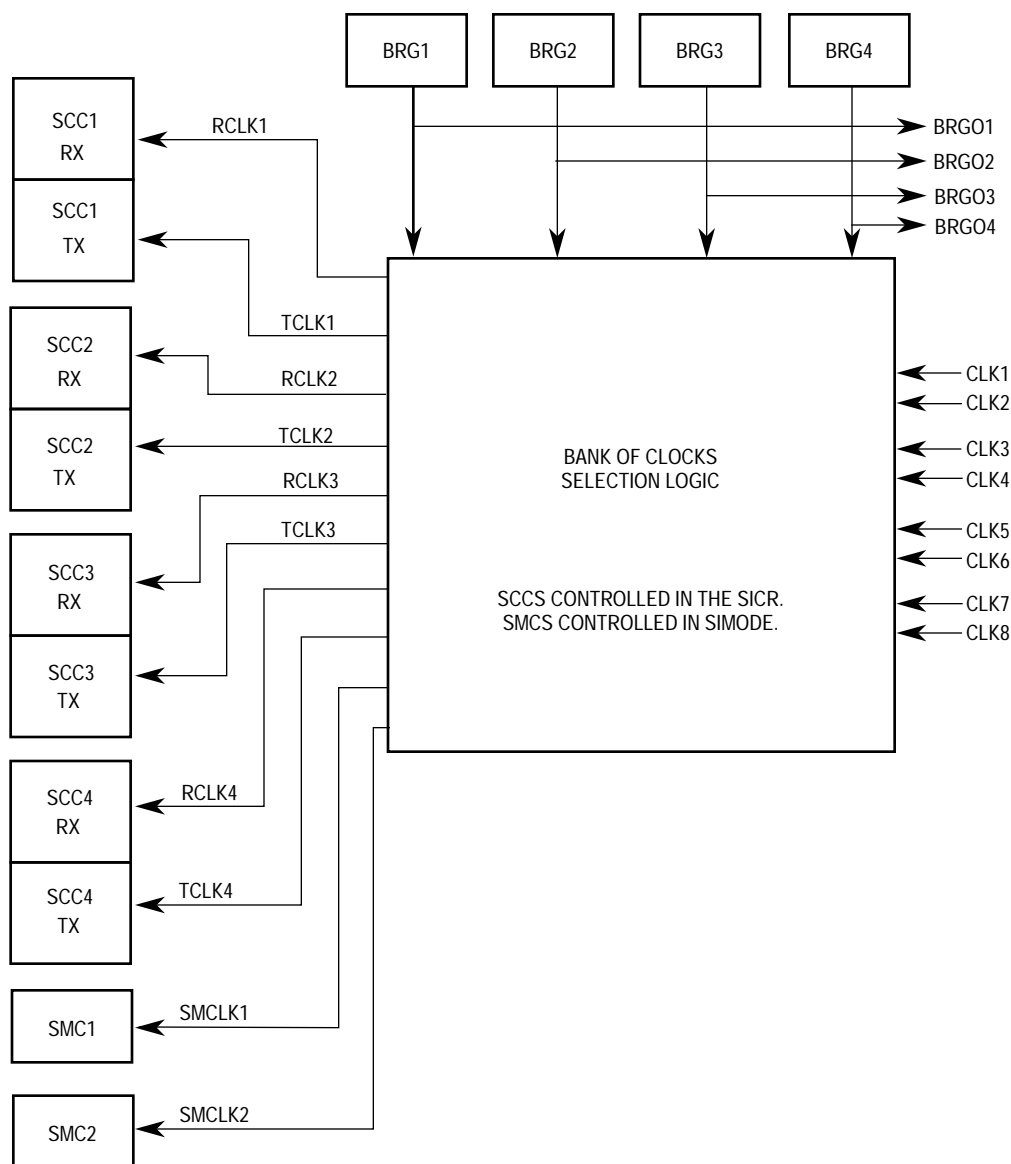 BRG1
BRG2
BRG3
BRG4
SCC1
RX
RCLK1
BRGO1
BRGO2
BRGO3
BRGO4
SCC1
TX
TCLK1
SCC2
RX
RCLK2
CLK1
CLK2
SCC2
TX
TCLK2
CLK3
CLK4
BANK OF CLOCKS
SELECTION LOGIC
RCLK3
TCLK3
CLK5
CLK6
SCC3
RX
SCCS CONTROLLED IN THE SICR.
SMCS CONTROLLED IN SIMODE.
CLK7
CLK8
SCC3
TX
SCC4
RX
RCLK4
SCC4
TX
TCLK4
SMC1
SMCLK1
SMC2
SMCLK2